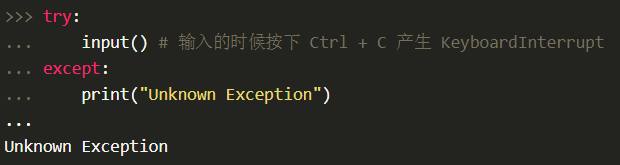 >>> try:
...     input() # 输入的时候按下 Ctrl + C 产生 KeyboardInterrupt
... except:
...     print("Unknown Exception")
...
Unknown Exception